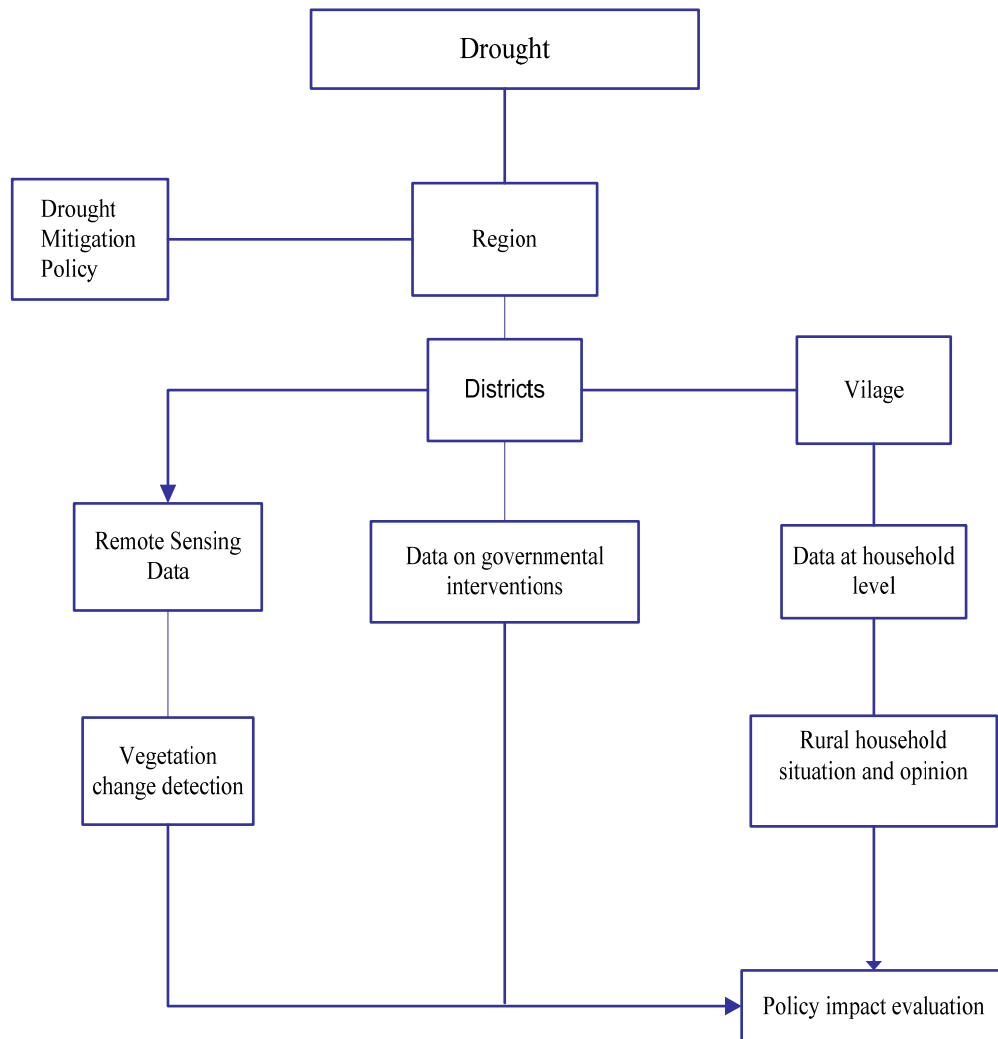 Drought
Drought
Mitigation
Policy
Region
Districts
Vilage
Remote Sensing
Data
Data on governmental
interventions
Data at household
level
Vegetation
change detection
Rural household
situation and opinion
Policy impact evaluation